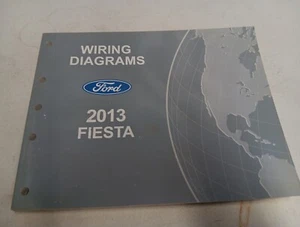 WIRING
DIAGRAMS
Ford
2013
FIESTA